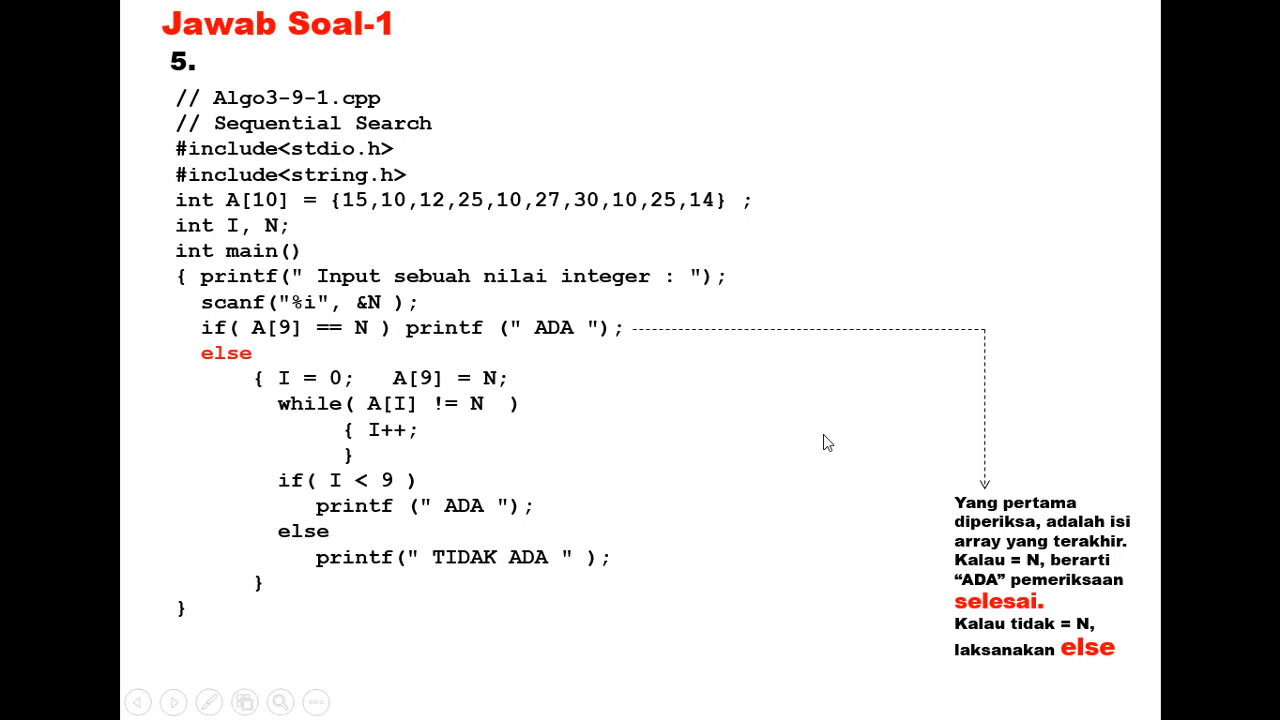 Jawab Soal-1
5.
// Algo3-9-1.cpp
// Sequential Search
#include<stdio.h>
#include<string.h>
int A[10] = {15,10,12,25,10,27,30,10,25,14} ;
int I, N;
int main()
{ printf(" Input sebuah nilai integer : ");
scanf("%i", &N );
if( A[9] == N ) printf (" ADA ");
else
{ I = 0;   A[9] = N;
while( A[I] != N  )
{ I++;
}
if( I < 9 )
printf (" ADA ");
else
printf(" TIDAK ADA " );
}
}
Yang pertama
diperiksa, adalah isi
array yang terakhir.
Kalau = N, berarti
“ADA” pemeriksaan
selesai.
Kalau tidak = N,
laksanakan else